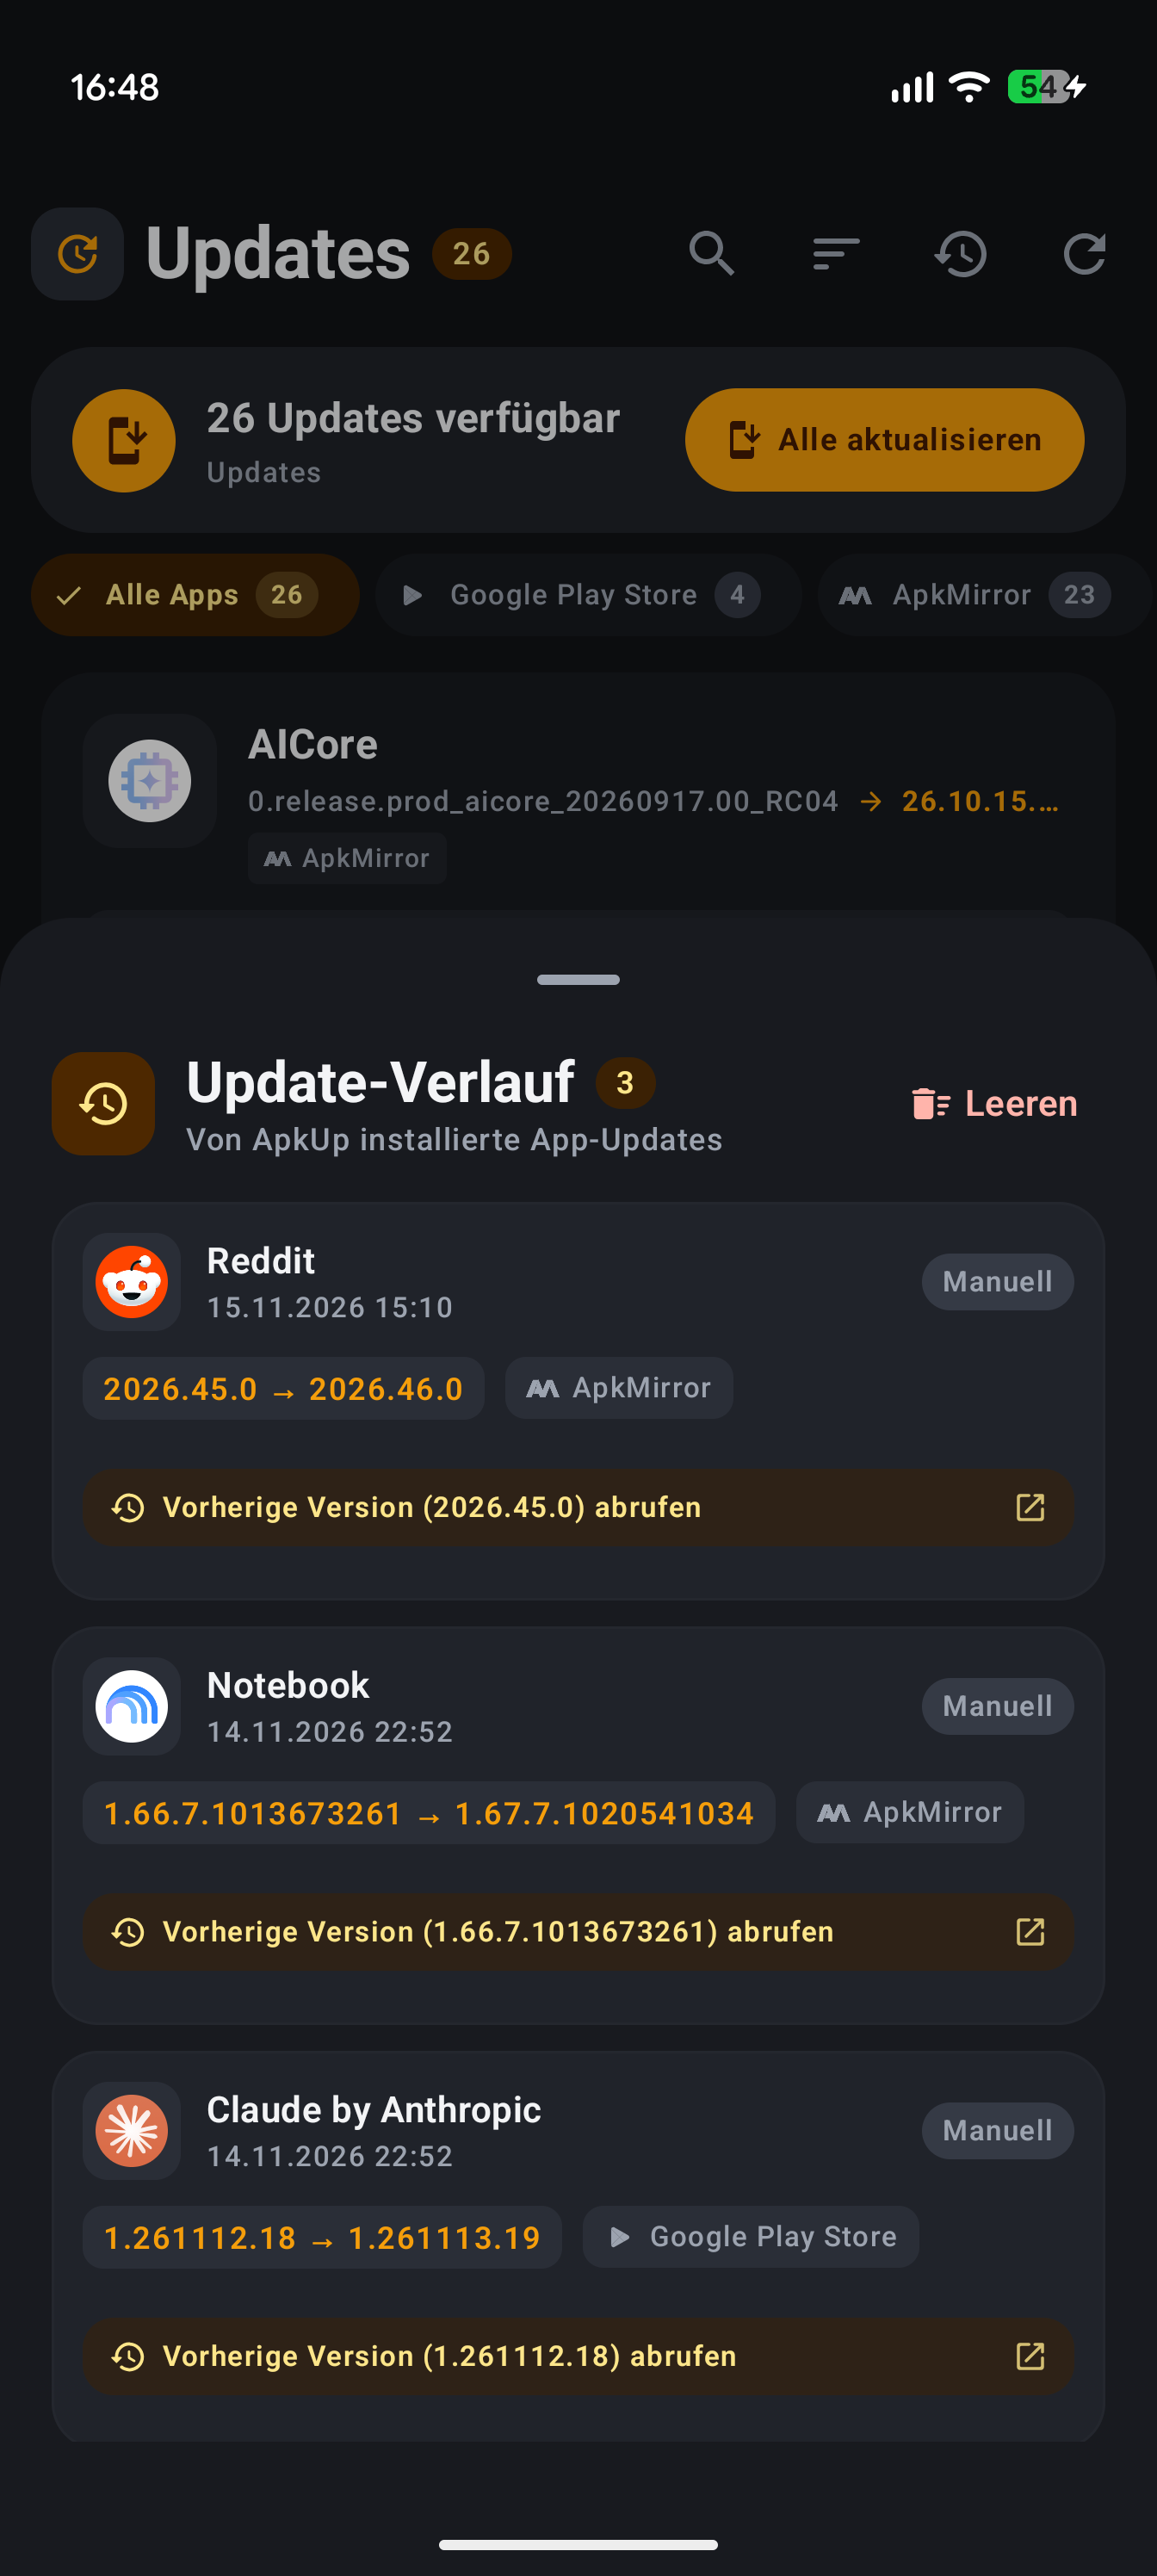 16:48
54
Updates 26
26 Updates verfügbar
Updates
Alle aktualisieren
Alle Apps 26
Google Play Store 4
ApkMirror 23
AICore
0.release.prod_aicore_20260917.00_RC04 → 26.10.15.…
ApkMirror
Update-Verlauf 3
Von ApkUp installierte App-Updates
Leeren
Reddit
15.11.2026 15:10
Manuell
2026.45.0 → 2026.46.0
ApkMirror
Vorherige Version (2026.45.0) abrufen
Notebook
14.11.2026 22:52
Manuell
1.66.7.1013673261 → 1.67.7.1020541034
ApkMirror
Vorherige Version (1.66.7.1013673261) abrufen
Claude by Anthropic
14.11.2026 22:52
Manuell
1.261112.18 → 1.261113.19
Google Play Store
Vorherige Version (1.261112.18) abrufen